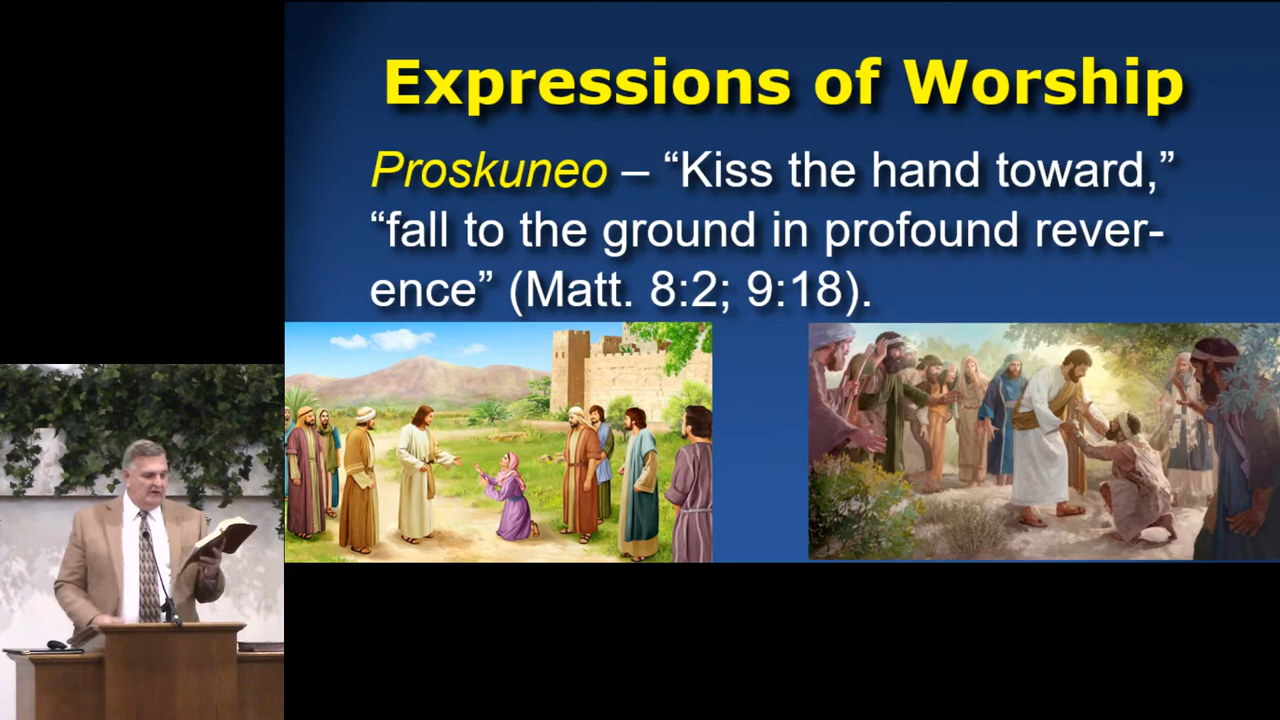 Expressions of Worship
Proskuneo – “Kiss the hand toward,”
“fall to the ground in profound rever-
ence” (Matt. 8:2; 9:18).